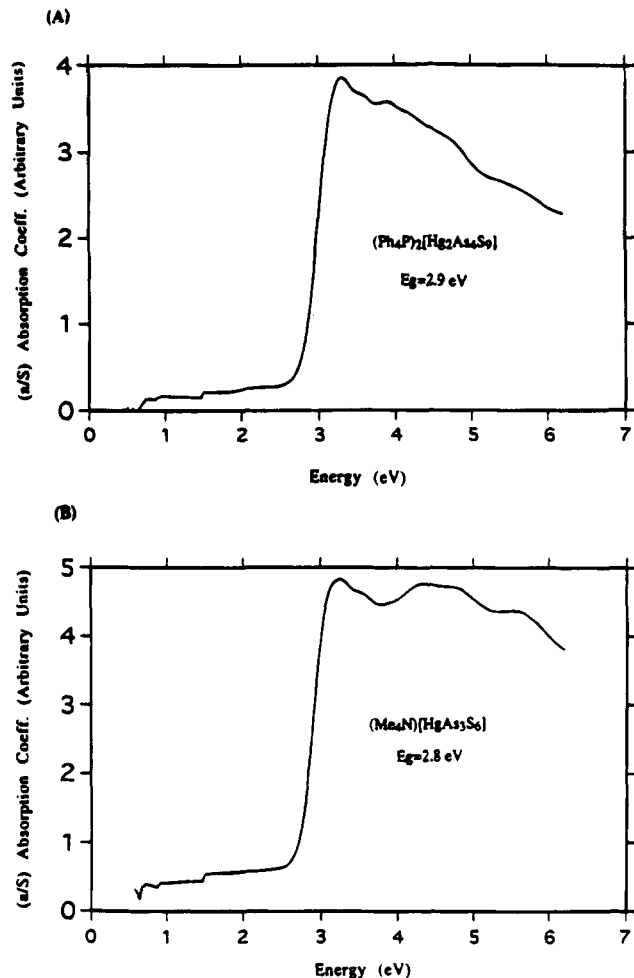 (A)
(a/S) Absorption Coeff. (Arbitrary Units)
4
3
2
1
0
(Ph₄P)₂[Hg₂As₄S₉]
Eg=2.9 eV
0 1 2 3 4 5 6 7
Energy (eV)
(B)
(a/S) Absorption Coeff. (Arbitrary Units)
5
4
3
2
1
0
(Me₄N)[HgAs₃S₆]
Eg=2.8 eV
0 1 2 3 4 5 6 7
Energy (eV)